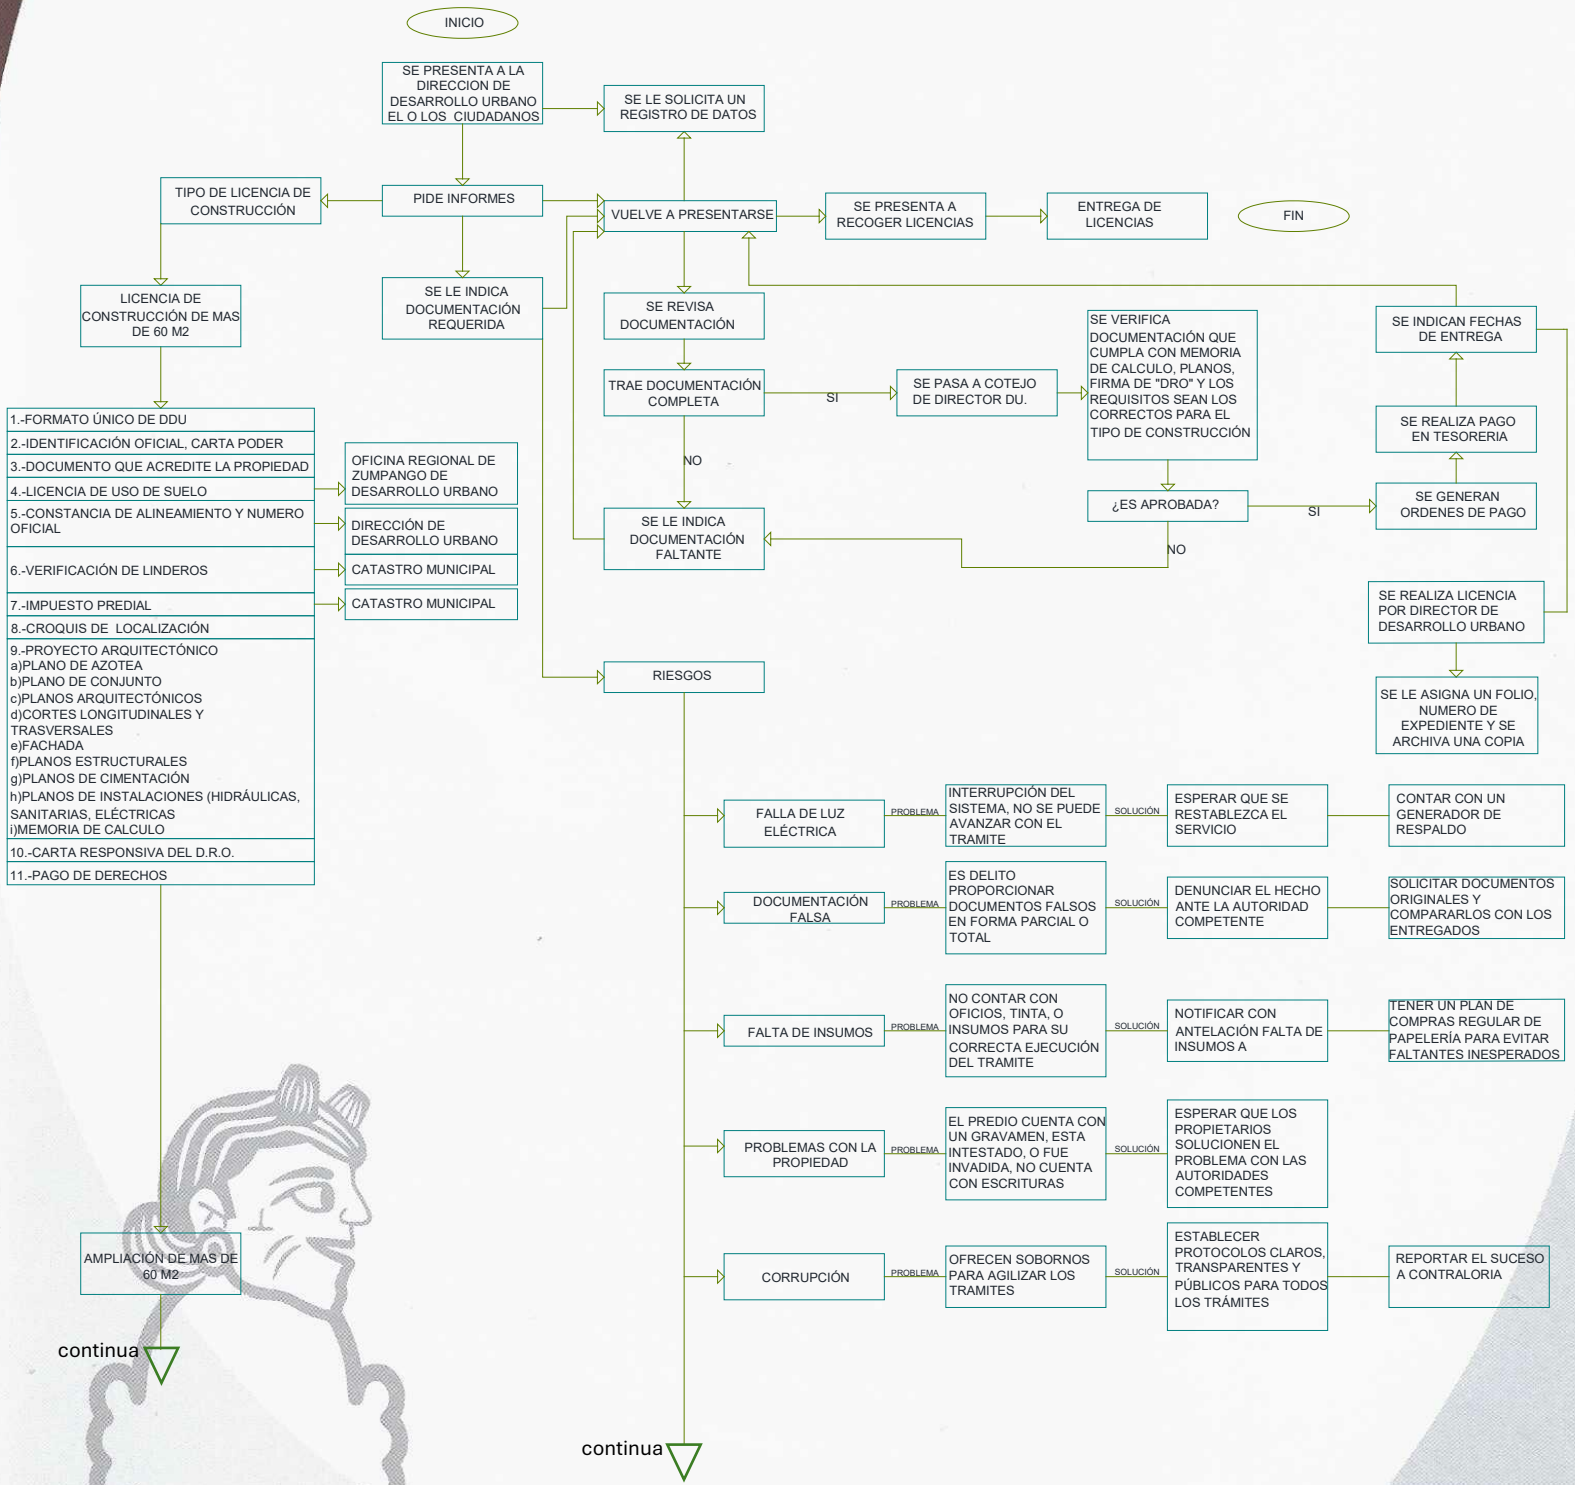 INICIO
SE PRESENTA A LA
DIRECCION DE
DESARROLLO URBANO
EL O LOS CIUDADANOS
SE LE SOLICITA UN
REGISTRO DE DATOS
TIPO DE LICENCIA DE
CONSTRUCCIÓN
PIDE INFORMES
VUELVE A PRESENTARSE
SE PRESENTA A
RECOGER LICENCIAS
ENTREGA DE
LICENCIAS
FIN
LICENCIA DE
CONSTRUCCIÓN DE MAS
DE 60 M2
SE LE INDICA
DOCUMENTACIÓN
REQUERIDA
SE REVISA
DOCUMENTACIÓN
SE VERIFICA
DOCUMENTACIÓN QUE
CUMPLA CON MEMORIA
DE CALCULO, PLANOS,
FIRMA DE "DRO" Y LOS
REQUISITOS SEAN LOS
CORRECTOS PARA EL
TIPO DE CONSTRUCCIÓN
SE INDICAN FECHAS
DE ENTREGA
TRAE DOCUMENTACIÓN
COMPLETA
SI
SE PASA A COTEJO
DE DIRECTOR DU.
SE REALIZA PAGO
EN TESORERIA
NO
¿ES APROBADA?
SI
SE GENERAN
ORDENES DE PAGO
SE LE INDICA
DOCUMENTACIÓN
FALTANTE
NO
SE REALIZA LICENCIA
POR DIRECTOR DE
DESARROLLO URBANO
SE LE ASIGNA UN FOLIO,
NUMERO DE
EXPEDIENTE Y SE
ARCHIVA UNA COPIA
1.-FORMATO ÚNICO DE DDU
2.-IDENTIFICACIÓN OFICIAL, CARTA PODER
3.-DOCUMENTO QUE ACREDITE LA PROPIEDAD
4.-LICENCIA DE USO DE SUELO
5.-CONSTANCIA DE ALINEAMIENTO Y NUMERO
OFICIAL
6.-VERIFICACIÓN DE LINDEROS
7.-IMPUESTO PREDIAL
8.-CROQUIS DE LOCALIZACIÓN
9.-PROYECTO ARQUITECTÓNICO
a)PLANO DE AZOTEA
b)PLANO DE CONJUNTO
c)PLANOS ARQUITECTÓNICOS
d)CORTES LONGITUDINALES Y
TRASVERSALES
e)FACHADA
f)PLANOS ESTRUCTURALES
g)PLANOS DE CIMENTACIÓN
h)PLANOS DE INSTALACIONES (HIDRÁULICAS,
SANITARIAS, ELÉCTRICAS
i)MEMORIA DE CALCULO
10.-CARTA RESPONSIVA DEL D.R.O.
11.-PAGO DE DERECHOS
OFICINA REGIONAL DE
ZUMPANGO DE
DESARROLLO URBANO
DIRECCIÓN DE
DESARROLLO URBANO
CATASTRO MUNICIPAL
CATASTRO MUNICIPAL
AMPLIACIÓN DE MAS DE
60 M2
continua
RIESGOS
FALLA DE LUZ
ELÉCTRICA
PROBLEMA
INTERRUPCIÓN DEL
SISTEMA, NO SE PUEDE
AVANZAR CON EL
TRAMITE
SOLUCIÓN
ESPERAR QUE SE
RESTABLEZCA EL
SERVICIO
CONTAR CON UN
GENERADOR DE
RESPALDO
DOCUMENTACIÓN
FALSA
PROBLEMA
ES DELITO
PROPORCIONAR
DOCUMENTOS FALSOS
EN FORMA PARCIAL O
TOTAL
SOLUCIÓN
DENUNCIAR EL HECHO
ANTE LA AUTORIDAD
COMPETENTE
SOLICITAR DOCUMENTOS
ORIGINALES Y
COMPARARLOS CON LOS
ENTREGADOS
FALTA DE INSUMOS
PROBLEMA
NO CONTAR CON
OFICIOS, TINTA, O
INSUMOS PARA SU
CORRECTA EJECUCIÓN
DEL TRAMITE
SOLUCIÓN
NOTIFICAR CON
ANTELACIÓN FALTA DE
INSUMOS A
TENER UN PLAN DE
COMPRAS REGULAR DE
PAPELERÍA PARA EVITAR
FALTANTES INESPERADOS
PROBLEMAS CON LA
PROPIEDAD
PROBLEMA
EL PREDIO CUENTA CON
UN GRAVAMEN, ESTA
INTESTADO, O FUE
INVADIDA, NO CUENTA
CON ESCRITURAS
SOLUCIÓN
ESPERAR QUE LOS
PROPIETARIOS
SOLUCIONEN EL
PROBLEMA CON LAS
AUTORIDADES
COMPETENTES
CORRUPCIÓN
PROBLEMA
OFRECEN SOBORNOS
PARA AGILIZAR LOS
TRAMITES
SOLUCIÓN
ESTABLECER
PROTOCOLOS CLAROS,
TRANSPARENTES Y
PÚBLICOS PARA TODOS
LOS TRÁMITES
REPORTAR EL SUCESO
A CONTRALORIA
continua